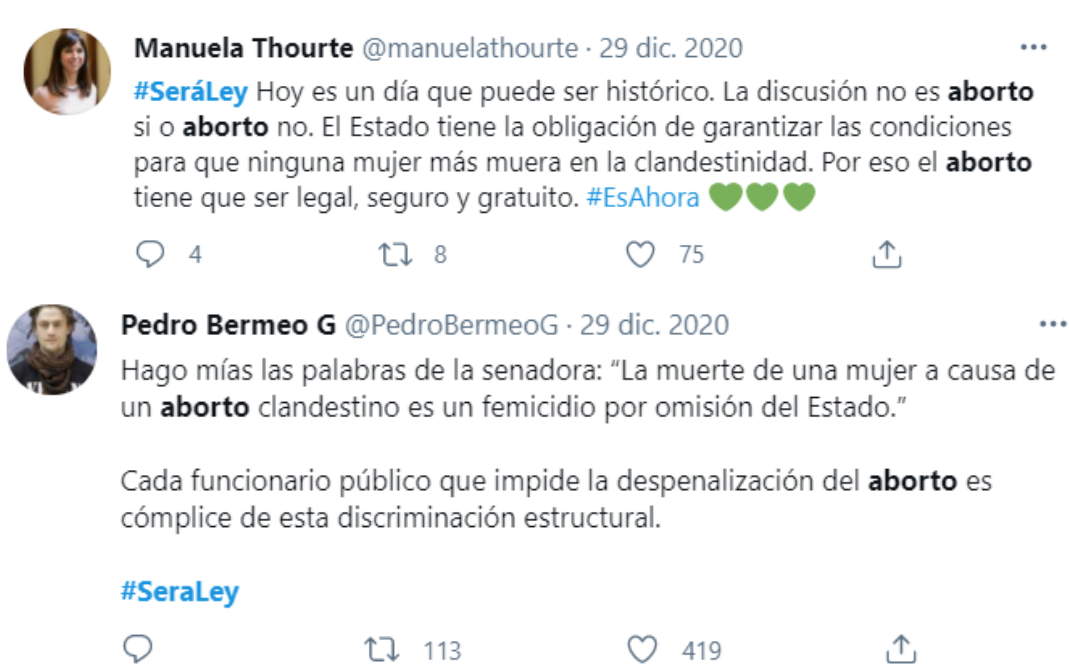 Manuela Thourte @manuelathourte · 29 dic. 2020
#SeráLey Hoy es un día que puede ser histórico. La discusión no es aborto
si o aborto no. El Estado tiene la obligación de garantizar las condiciones
para que ninguna mujer más muera en la clandestinidad. Por eso el aborto
tiene que ser legal, seguro y gratuito. #EsAhora 💚💚💚
4 8 75
Pedro Bermeo G @PedroBermeoG · 29 dic. 2020
Hago mías las palabras de la senadora: “La muerte de una mujer a causa de
un aborto clandestino es un femicidio por omisión del Estado.”
Cada funcionario público que impide la despenalización del aborto es
cómplice de esta discriminación estructural.
#SeraLey
113 419